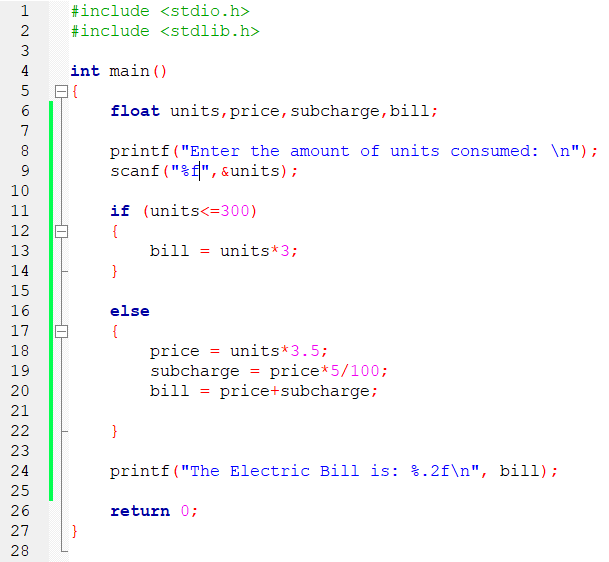 1 #include <stdio.h>
2 #include <stdlib.h>
3
4 int main()
5 {
6 float units,price,subcharge,bill;
7
8 printf("Enter the amount of units consumed: \n");
9 scanf("%f",&units);
10
11 if (units<=300)
12 {
13 bill = units*3;
14 }
15
16 else
17 {
18 price = units*3.5;
19 subcharge = price*5/100;
20 bill = price+subcharge;
21
22 }
23
24 printf("The Electric Bill is: %.2f\n", bill);
25
26 return 0;
27 }
28